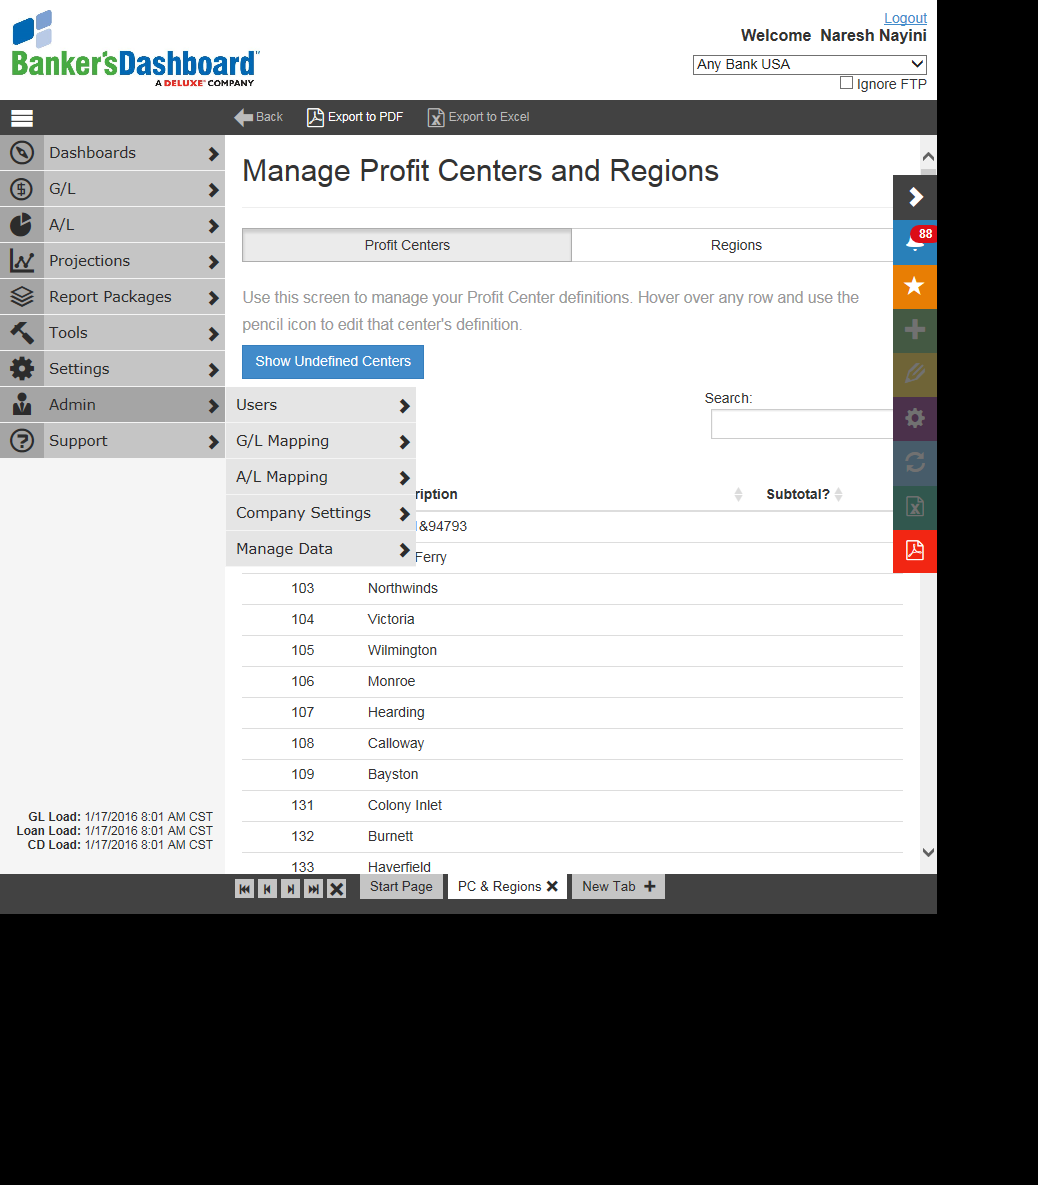 Logout
Welcome Naresh Nayini
Banker'sDashboard
A DELUXE COMPANY
Any Bank USA
Ignore FTP
Back
Export to PDF
Export to Excel
Dashboards
G/L
A/L
Projections
Report Packages
Tools
Settings
Admin
Support
Users
G/L Mapping
A/L Mapping
Company Settings
Manage Data
Manage Profit Centers and Regions
88
Profit Centers Regions
Use this screen to manage your Profit Center definitions. Hover over any row and use the
pencil icon to edit that center's definition.
Show Undefined Centers
Search:
ription Subtotal?
&94793
Ferry
103 Northwinds
104 Victoria
105 Wilmington
106 Monroe
107 Hearding
108 Calloway
109 Bayston
131 Colony Inlet
132 Burnett
133 Haverfield
GL Load: 1/17/2016 8:01 AM CST
Loan Load: 1/17/2016 8:01 AM CST
CD Load: 1/17/2016 8:01 AM CST
Start Page PC & Regions New Tab